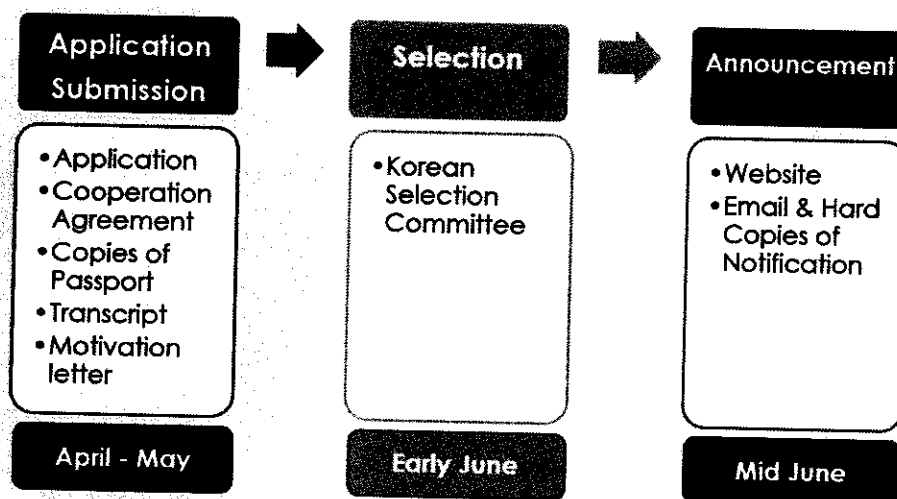 Application
Submission
•Application
•Cooperation
Agreement
•Copies of
Passport
•Transcript
•Motivation
letter
April - May
Selection
•Korean
Selection
Committee
Early June
Announcement
•Website
•Email & Hard
Copies of
Notification
Mid June